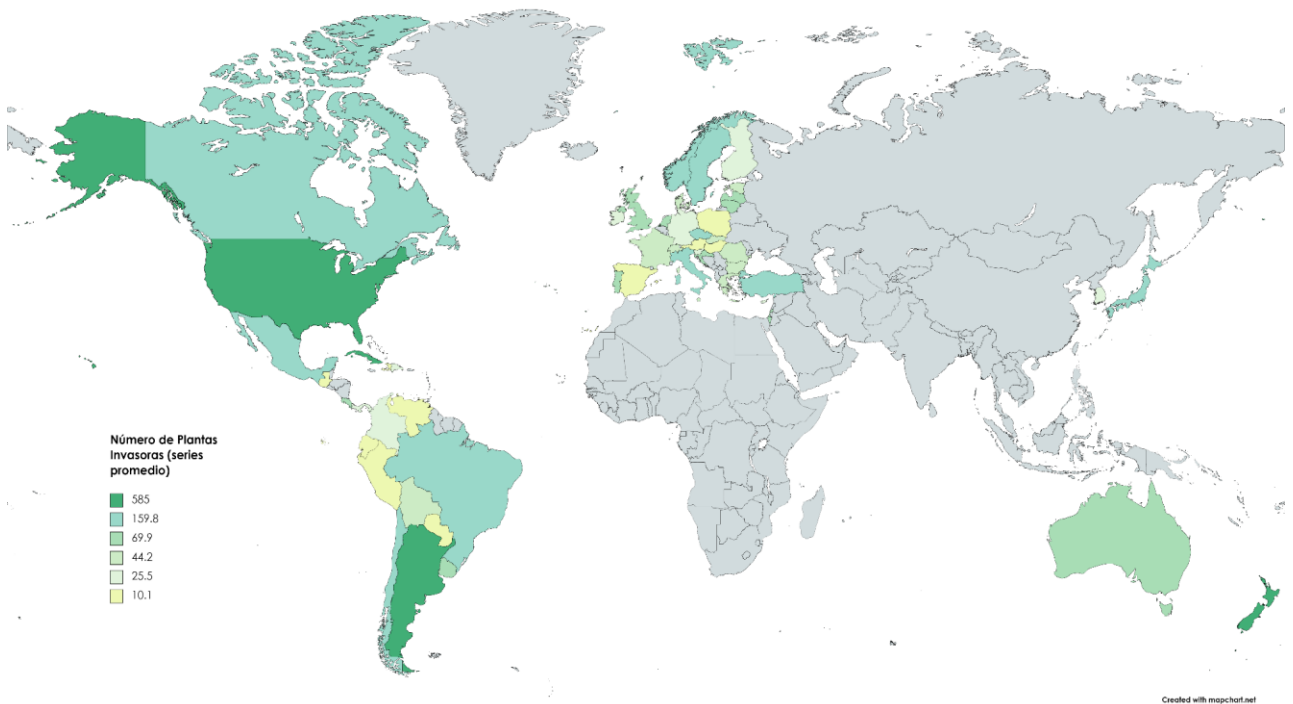 Número de Plantas
Invasoras (series
promedio)
585
159.8
69.9
44.2
25.5
10.1
Created with mapchart.net